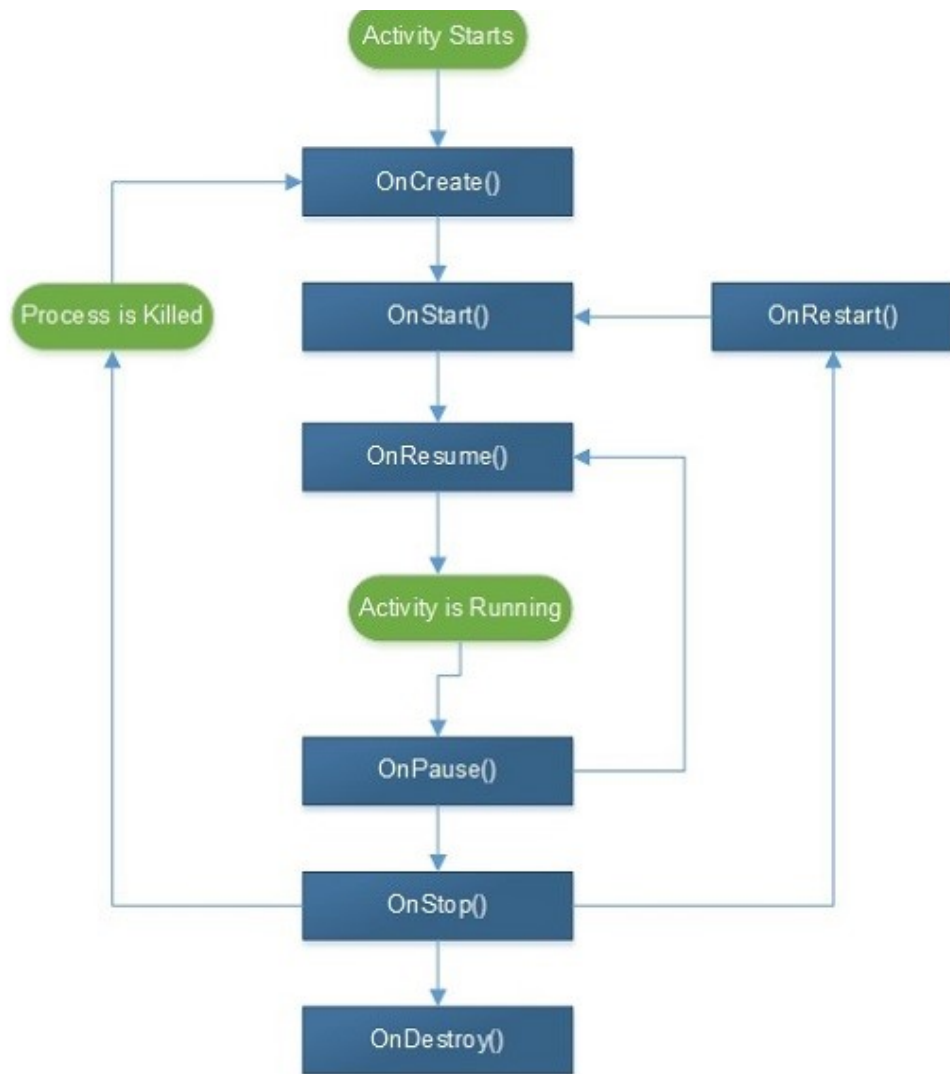 Activity Starts
OnCreate()
Process is Killed
OnStart()
OnRestart()
OnResume()
Activity is Running
OnPause()
OnStop()
OnDestroy()